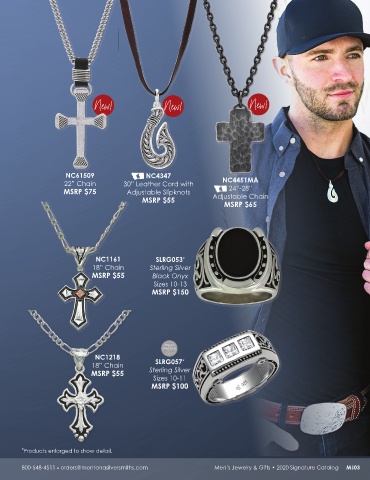 New!
New!
New!
NC61509
22" Chain
MSRP $75
NC4347
30" Leather Cord with
Adjustable Slipknots
MSRP $55
NC4451MA
24"-28"
Adjustable Chain
MSRP $65
NC1161
18" Chain
MSRP $55
SLRG053*
Sterling Silver
Black Onyx
Sizes 10-13
MSRP $150
NC1218
18" Chain
MSRP $55
SLRG057*
Sterling Silver
Sizes 10-11
MSRP $100
*Products enlarged to show detail.
800-548-4511 • orders@montanasilversmiths.com
Men's Jewelry & Gifts • 2020 Signature Catalog MJ03